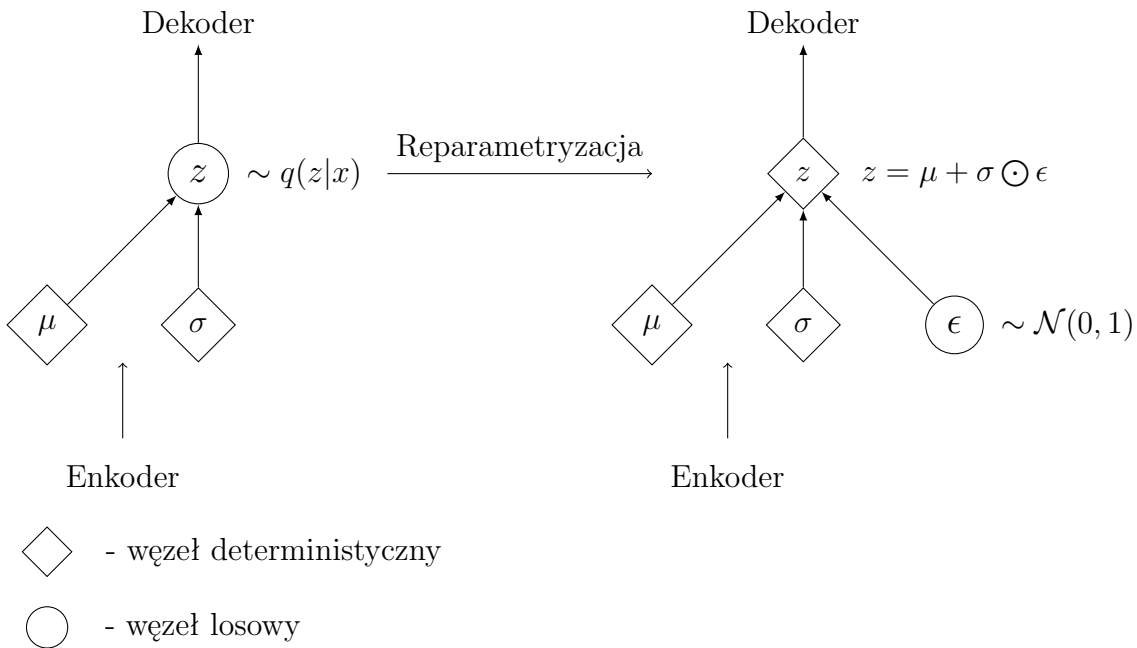 Dekoder
Dekoder
Reparametryzacja
z ∼ q(z|x)
z z = μ + σ ⊙ ϵ
μ σ
μ σ ϵ ∼ 𝒩(0, 1)
Enkoder
Enkoder
- węzeł deterministyczny
- węzeł losowy